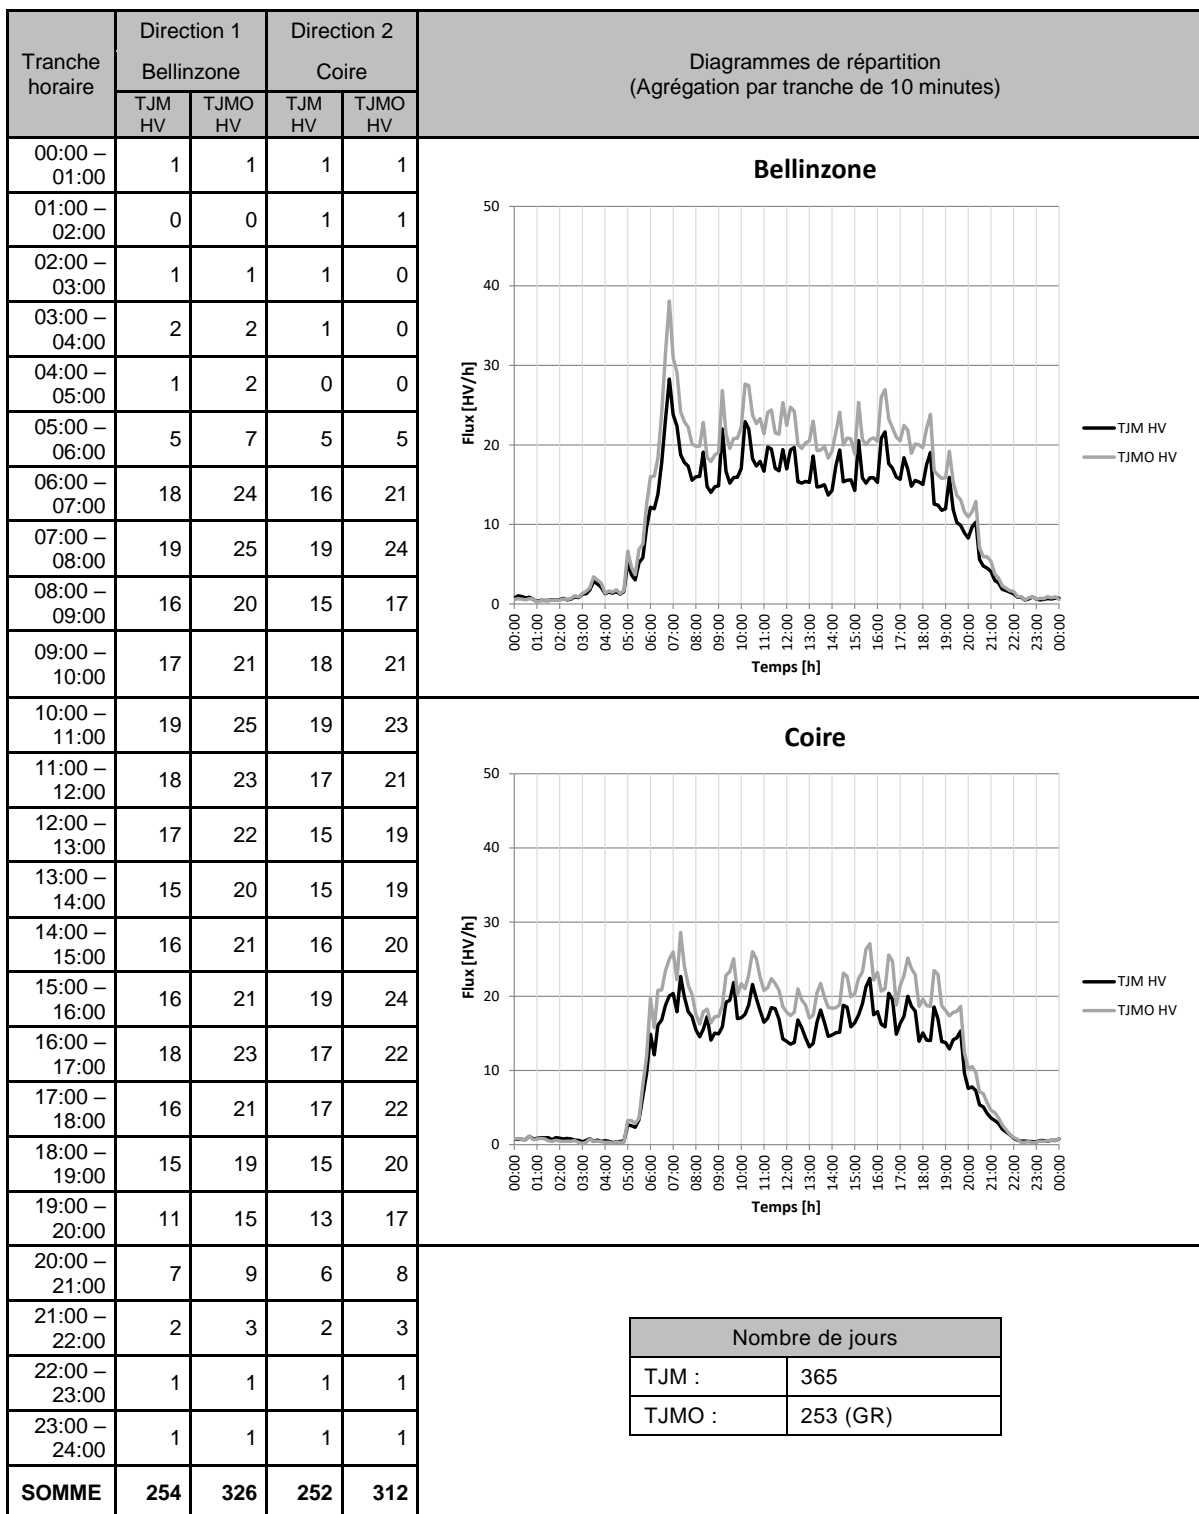 Tranche horaire
Direction 1
Direction 2
Diagrammes de répartition
(Agrégation par tranche de 10 minutes)
Bellinzone
Coire
TJM HV
TJMO HV
TJM HV
TJMO HV
00:00 – 01:00 1 1 1 1
01:00 – 02:00 0 0 1 1
02:00 – 03:00 1 1 1 0
03:00 – 04:00 2 2 1 0
04:00 – 05:00 1 2 0 0
05:00 – 06:00 5 7 5 5
06:00 – 07:00 18 24 16 21
07:00 – 08:00 19 25 19 24
08:00 – 09:00 16 20 15 17
09:00 – 10:00 17 21 18 21
10:00 – 11:00 19 25 19 23
11:00 – 12:00 18 23 17 21
12:00 – 13:00 17 22 15 19
13:00 – 14:00 15 20 15 19
14:00 – 15:00 16 21 16 20
15:00 – 16:00 16 21 19 24
16:00 – 17:00 18 23 17 22
17:00 – 18:00 16 21 17 22
18:00 – 19:00 15 19 15 20
19:00 – 20:00 11 15 13 17
20:00 – 21:00 7 9 6 8
21:00 – 22:00 2 3 2 3
22:00 – 23:00 1 1 1 1
23:00 – 24:00 1 1 1 1
SOMME 254 326 252 312
Bellinzone
Flux [HV/h]
50
40
30
20
10
0
00:00 01:00 02:00 03:00 04:00 05:00 06:00 07:00 08:00 09:00 10:00 11:00 12:00 13:00 14:00 15:00 16:00 17:00 18:00 19:00 20:00 21:00 22:00 23:00 00:00
Temps [h]
TJM HV
TJMO HV
Coire
Flux [HV/h]
50
40
30
20
10
0
00:00 01:00 02:00 03:00 04:00 05:00 06:00 07:00 08:00 09:00 10:00 11:00 12:00 13:00 14:00 15:00 16:00 17:00 18:00 19:00 20:00 21:00 22:00 23:00 00:00
Temps [h]
TJM HV
TJMO HV
Nombre de jours
TJM : 365
TJMO : 253 (GR)